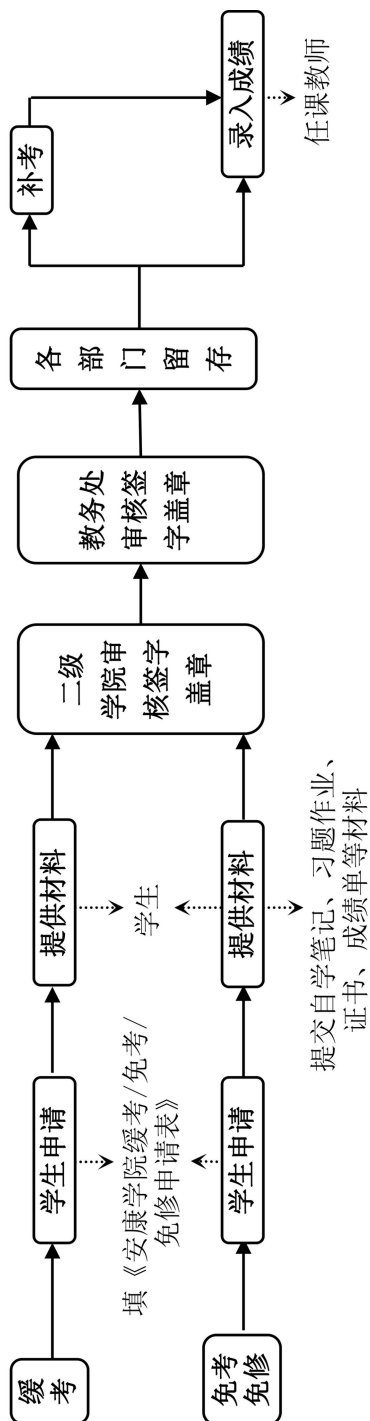 缓
考
学生申请
提供材料
填《安康学院缓考/免考/
免修申请表》
学生
免考
免修
学生申请
提供材料
提交自学笔记、习题作业、
证书、成绩单等材料
二级
学院审
核签字
盖章
教务处
审核签
字盖章
各
部
门
留
存
补考
录入成绩
任课教师